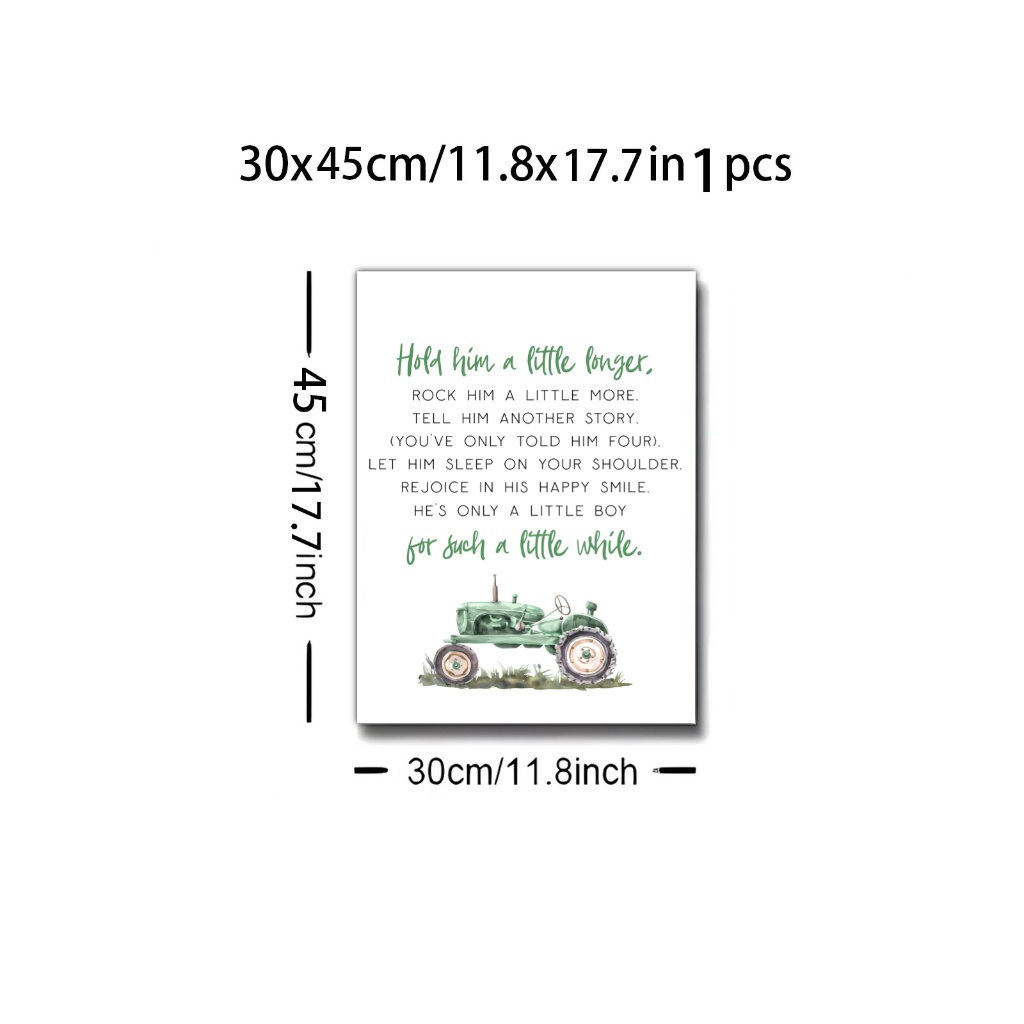 30x45cm/11.8x17.7in 1 pcs
Hold him a little longer,
ROCK HIM A LITTLE MORE.
TELL HIM ANOTHER STORY.
(YOU'VE ONLY TOLD HIM FOUR).
LET HIM SLEEP ON YOUR SHOULDER.
REJOICE IN HIS HAPPY SMILE.
HE'S ONLY A LITTLE BOY
for such a little while.
45 cm/17.7inch
30cm/11.8inch